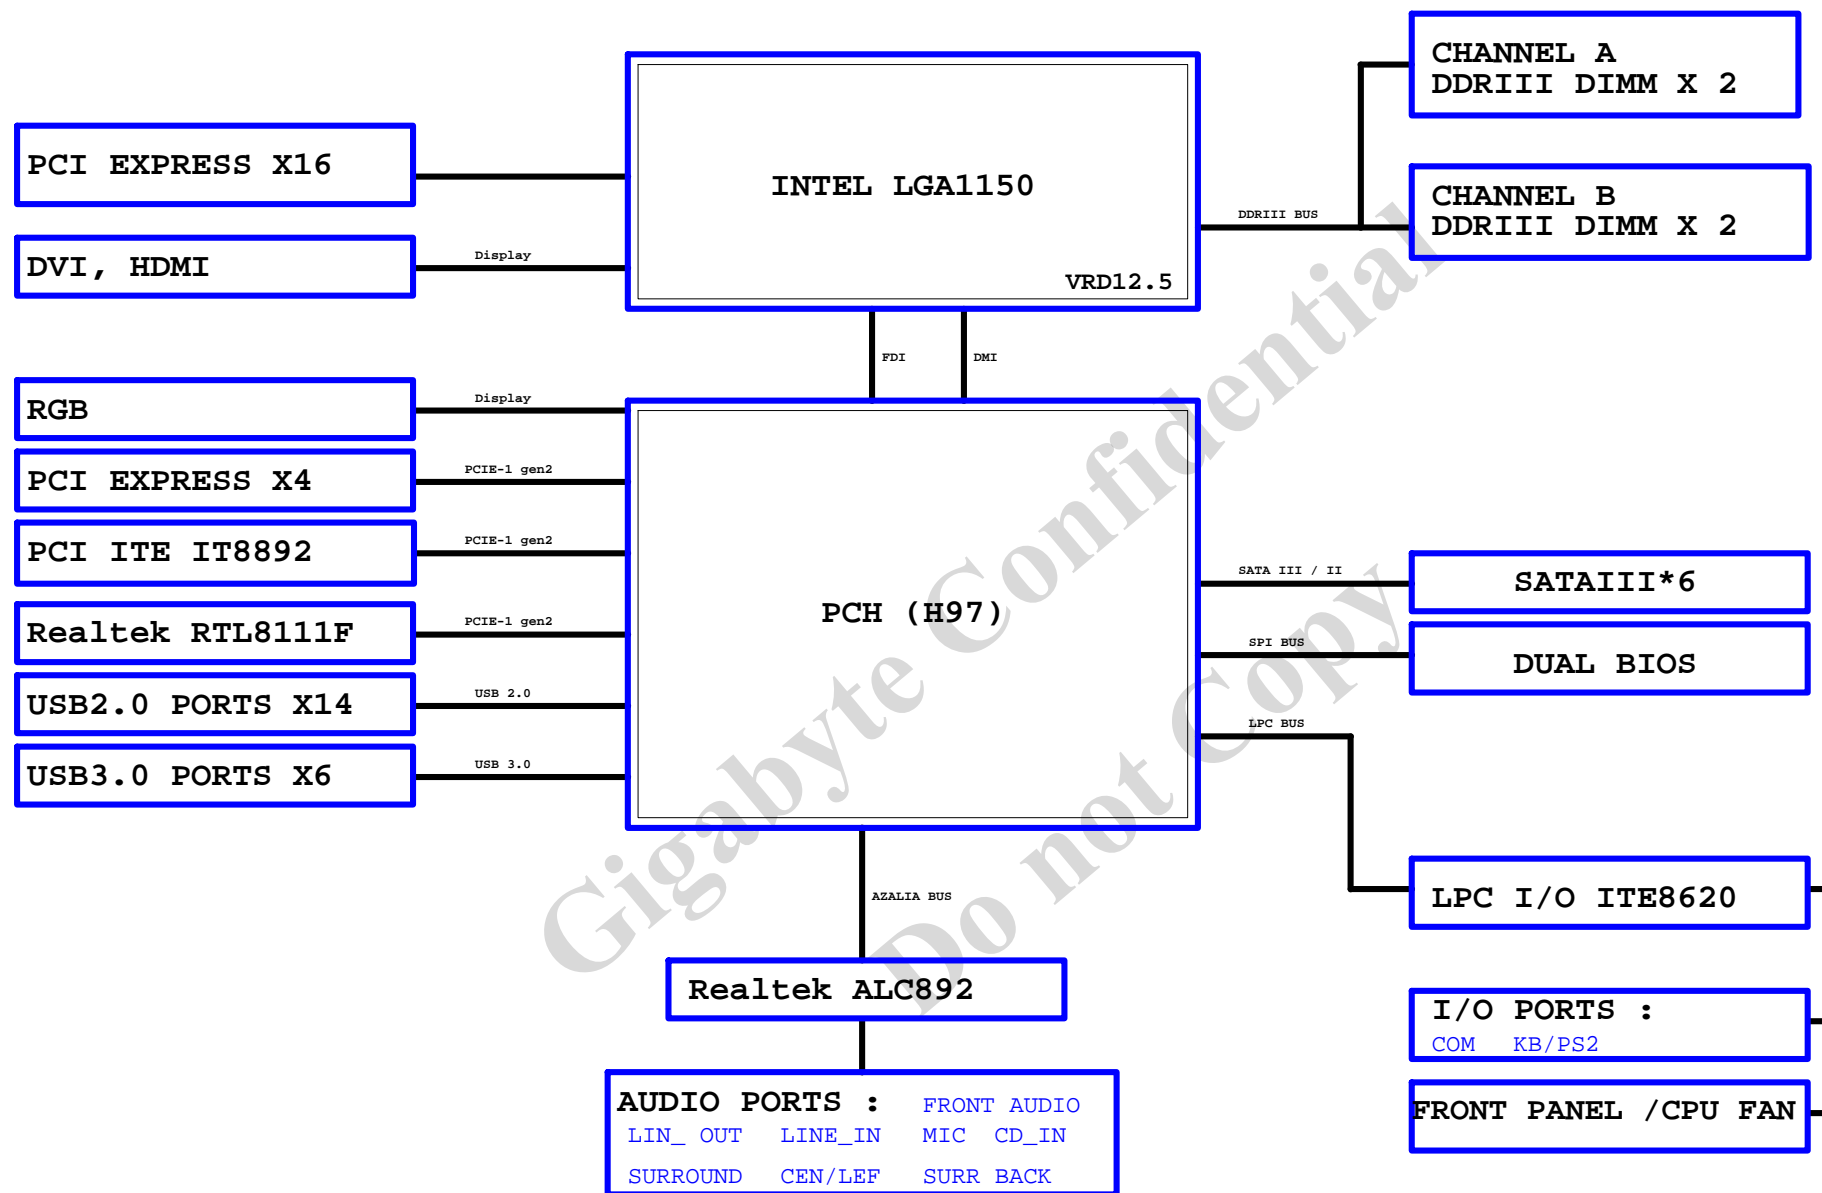 CHANNEL A
DDRIII DIMM X 2
PCI EXPRESS X16
INTEL LGA1150
VRD12.5
DDRIII BUS
CHANNEL B
DDRIII DIMM X 2
DVI, HDMI
Display
FDI
DMI
RGB
Display
PCI EXPRESS X4
PCIE-1 gen2
PCI ITE IT8892
PCIE-1 gen2
Realtek RTL8111F
PCIE-1 gen2
USB2.0 PORTS X14
USB 2.0
USB3.0 PORTS X6
USB 3.0
PCH (H97)
SATA III / II
SATAIII*6
SPI BUS
DUAL BIOS
LPC BUS
LPC I/O ITE8620
AZALIA BUS
Realtek ALC892
I/O PORTS :
COM KB/PS2
FRONT PANEL /CPU FAN
AUDIO PORTS : FRONT AUDIO
LIN_ OUT LINE_IN MIC CD_IN
SURROUND CEN/LEF SURR BACK
Gigabyte Confidential
Do not Copy